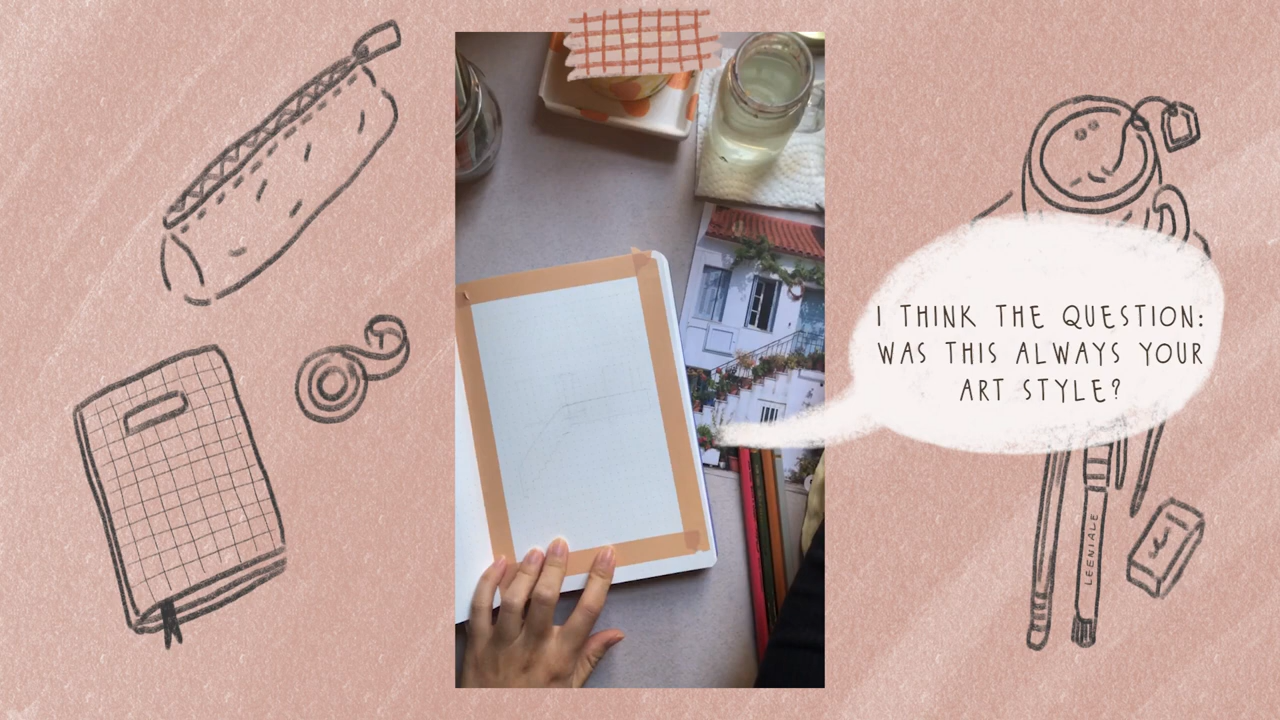 I THINK THE QUESTION:
WAS THIS ALWAYS YOUR
ART STYLE?
LEENIALE